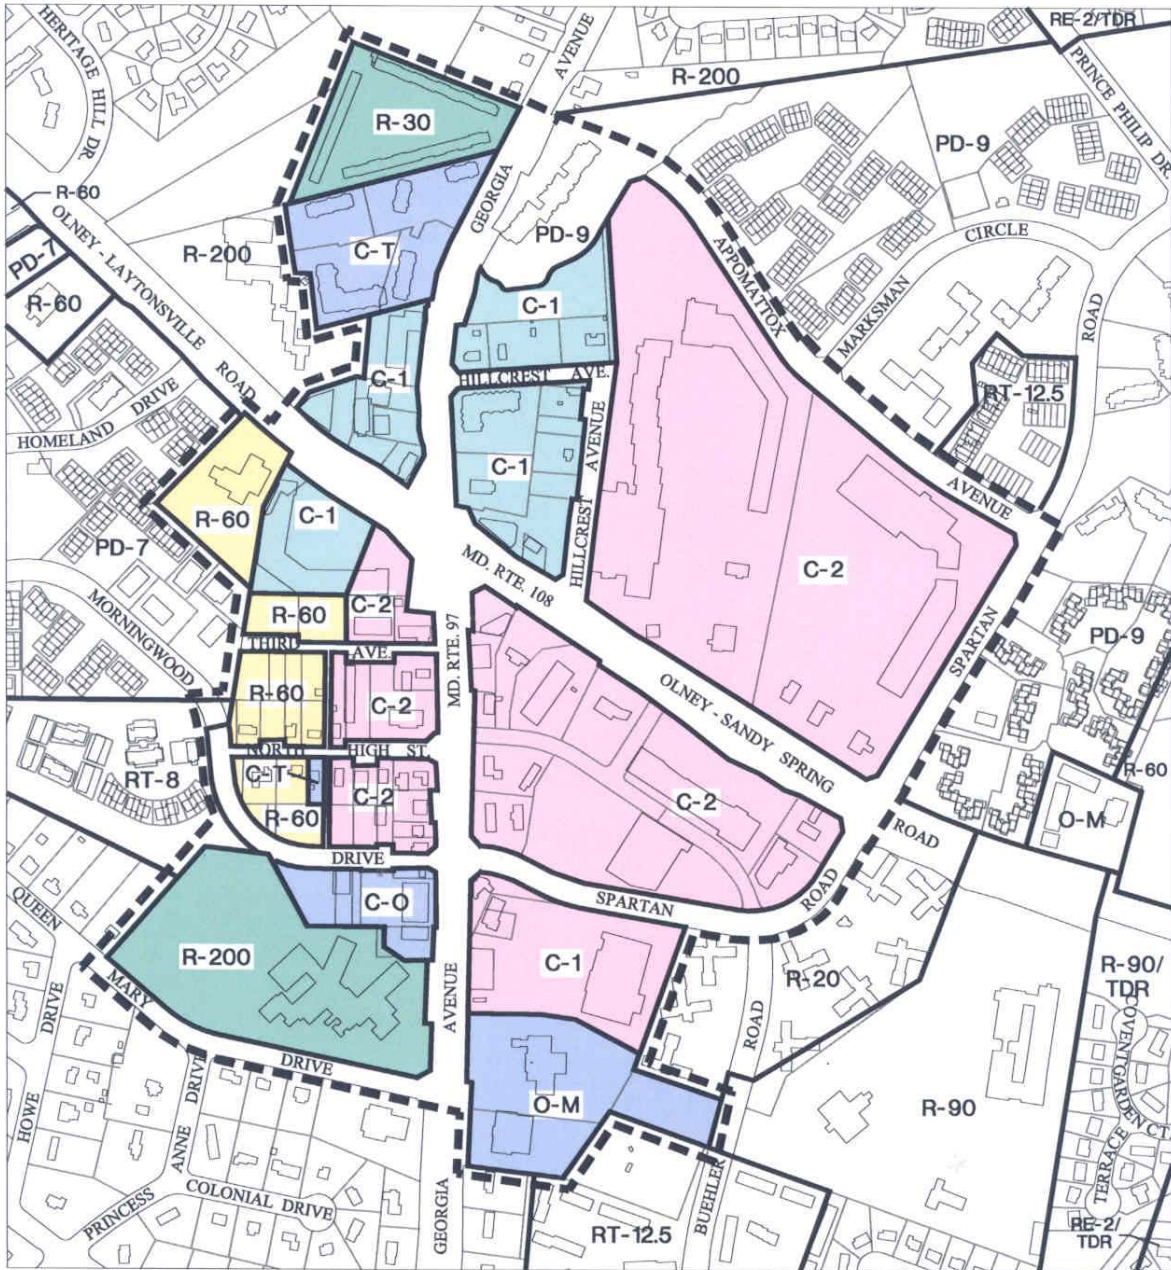 HERITAGE HILL DR.
AVENUE
RE-2/TDR
PRINCE PHILIP DR.
R-200
R-30
PD-9
R-60
OLNEY - LAYTONSVILLE
ROAD
GEORGIA
PD-9
R-200
C-T
PD-7
R-60
APPOMATTOX
AVENUE
MARKSMAN
CIRCLE
ROAD
C-1
C-1
HILLCREST AVE.
RT-12.5
HOMELAND
DRIVE
HILLCREST
AVENUE
C-1
R-60
C-1
PD-7
MD. RTE. 108
C-2
MORNINGWOOD
R-60
C-2
THIRD
AVE.
MD. RTE. 97
SPARTAN
PD-9
R-60
C-2
OLNEY - SANDY SPRING
ROAD
NORTH
HIGH ST.
RT-8
C-T
C-2
R-60
C-2
R-60
O-M
DRIVE
SPARTAN
ROAD
QUEEN
MARY
DRIVE
C-O
R-200
C-1
R-20
R-90
R-90/
TDR
AVENUE
ROAD
O-M
HOWE
DRIVE
ANNE
DRIVE
PRINCESS
COLONIAL DRIVE
GEORGIA
BUEHLER
RT-12.5
COVENTGARDEN CT.
TERRACE
RE-2/
TDR